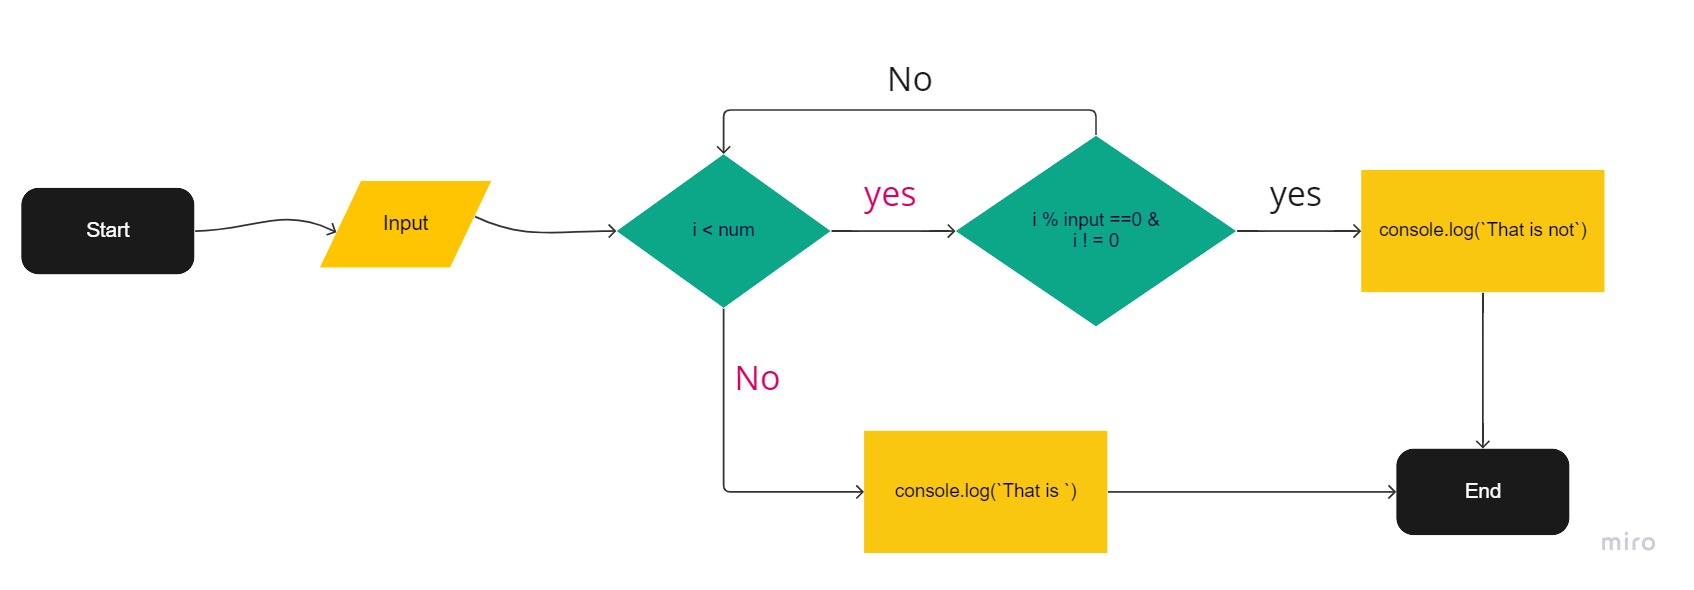 No
Start
Input
i < num
yes
i % input ==0 &
i ! = 0
yes
console.log(`That is not`)
No
console.log(`That is `)
End
miro